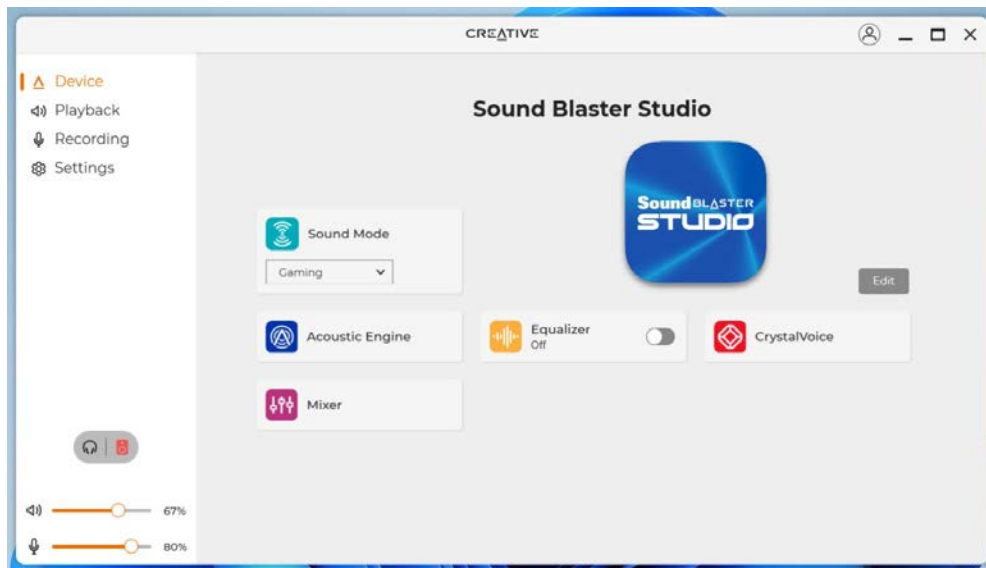 CREATIVE
Device
Playback
Recording
Settings
67%
80%
Sound Blaster Studio
Sound BLASTER
STUDIO
Sound Mode
Gaming
Edit
Acoustic Engine
Equalizer
Off
CrystalVoice
Mixer